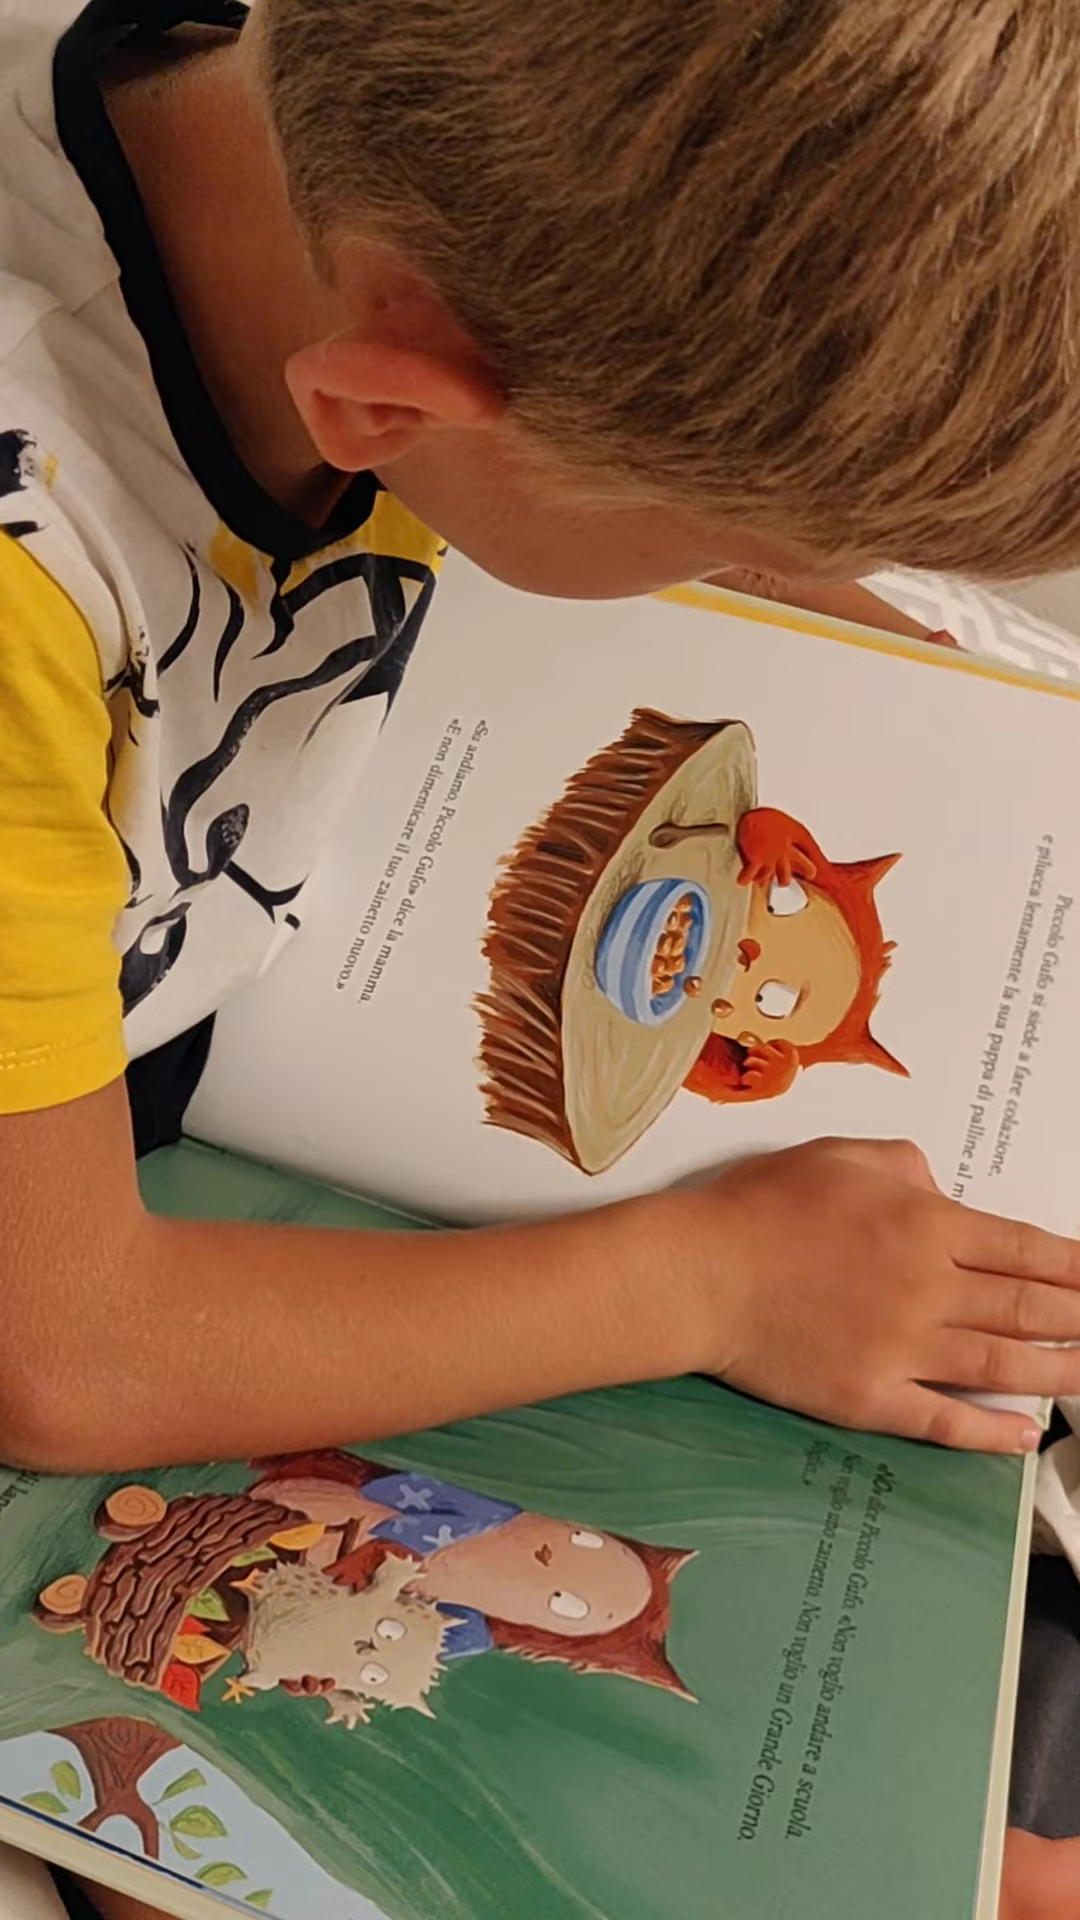 Piccolo Gufo si siede a fare colazione,
e pilucca lentamente la sua pappa di palline al
«Su andiamo, Piccolo Gufo» dice la mamma.
«E non dimenticare il tuo zainetto nuovo.»
«NO» dice Piccolo Gufo. «Non voglio andare a scuola.
Non voglio uno zainetto. Non voglio un Grande Giorno.
Voglio...»